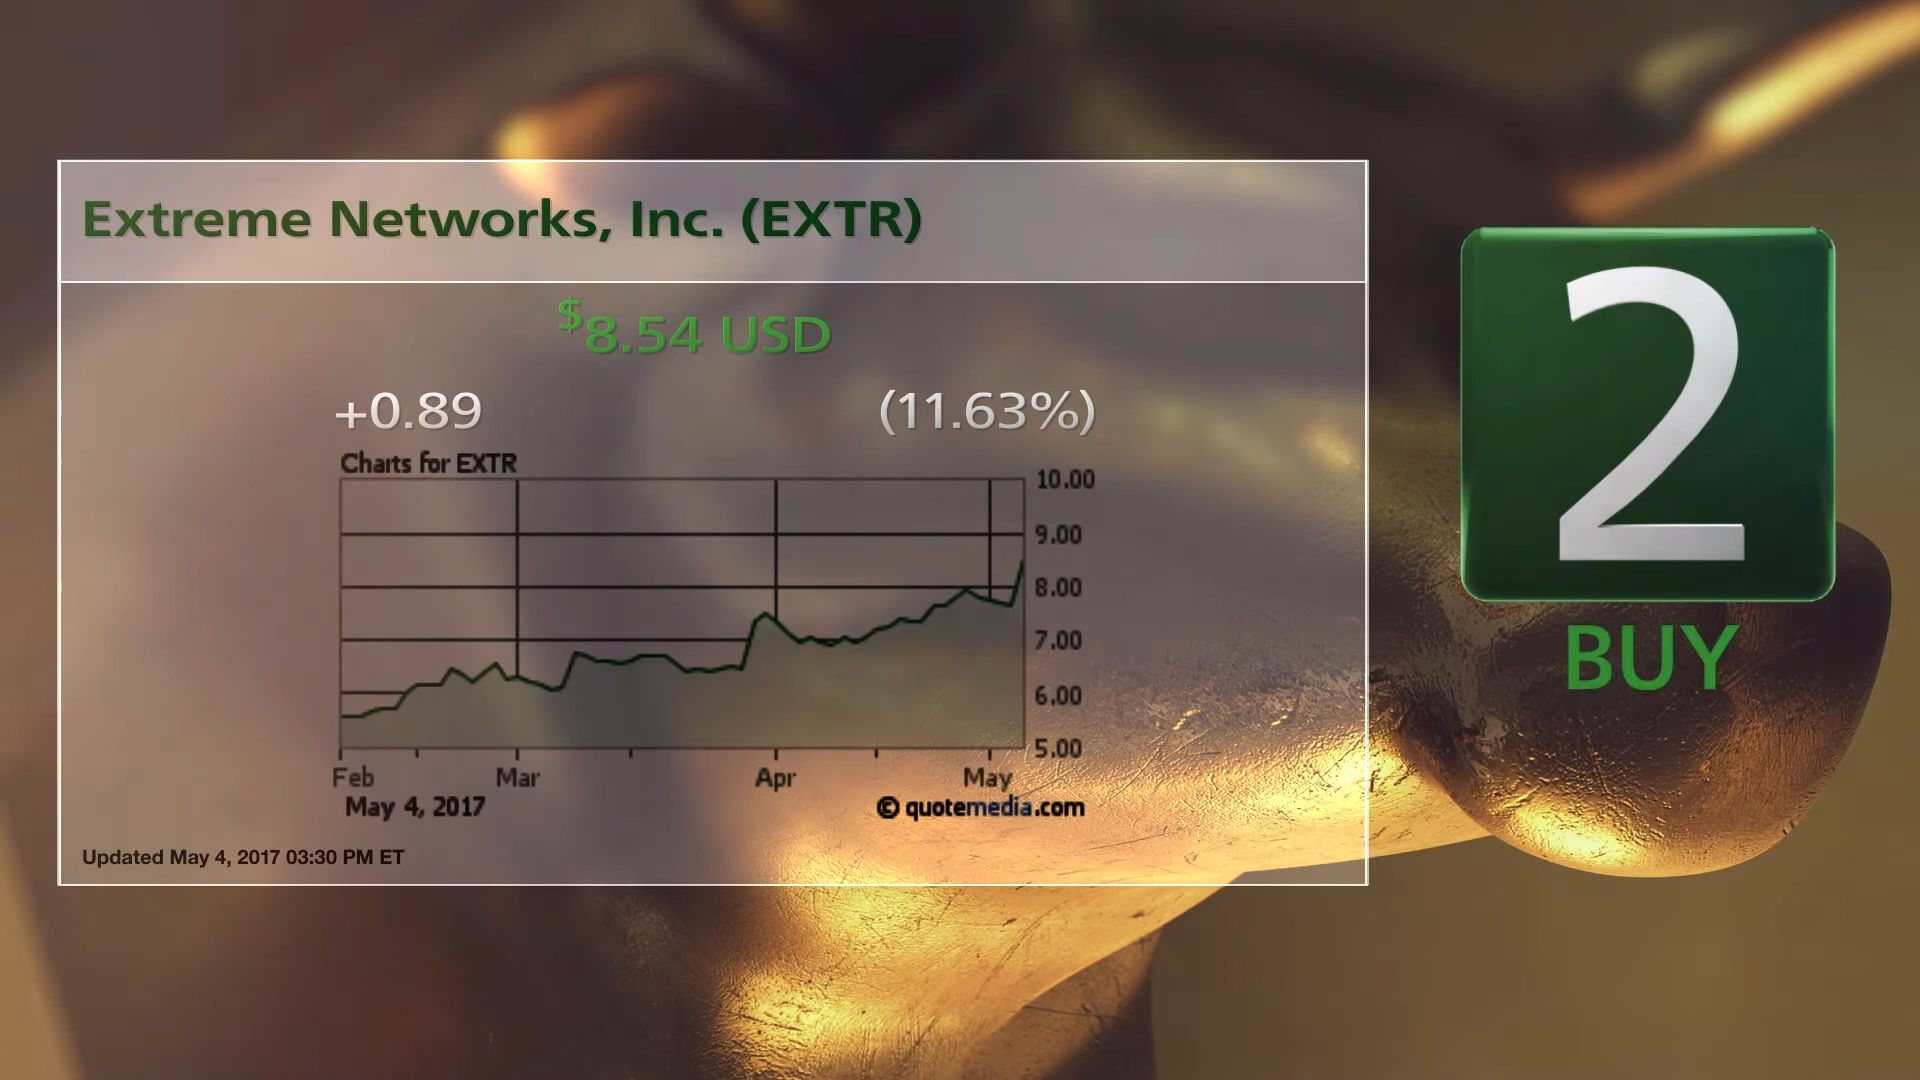 Extreme Networks, Inc. (EXTR)
$8.54 USD
+0.89 (11.63%)
Charts for EXTR
10.00
9.00
8.00
7.00
6.00
5.00
Feb Mar Apr May
May 4, 2017 © quotemedia.com
Updated May 4, 2017 03:30 PM ET
2
BUY